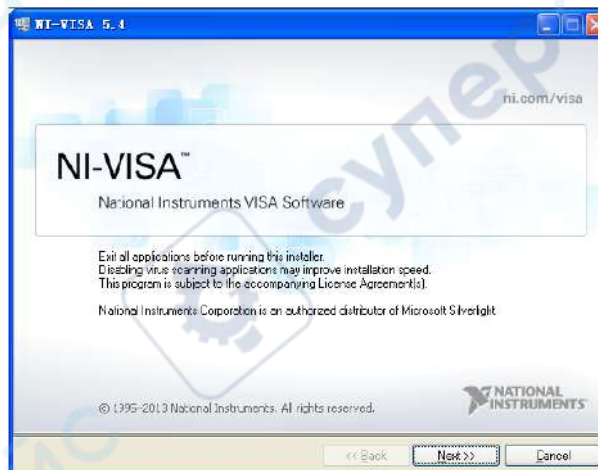 NI-VISA 5.4
ni.com/visa
NI-VISA™
National Instruments VISA Software
Exit all applications before running this installer.
Disabling virus scanning applications may improve installation speed.
This program is subject to the accompanying License Agreement(s).
National Instruments Corporation is an authorized distributor of Microsoft Silverlight
© 1995-2013 National Instruments. All rights reserved.
NATIONAL
INSTRUMENTS
<< Back
Next >>
Cancel
супер